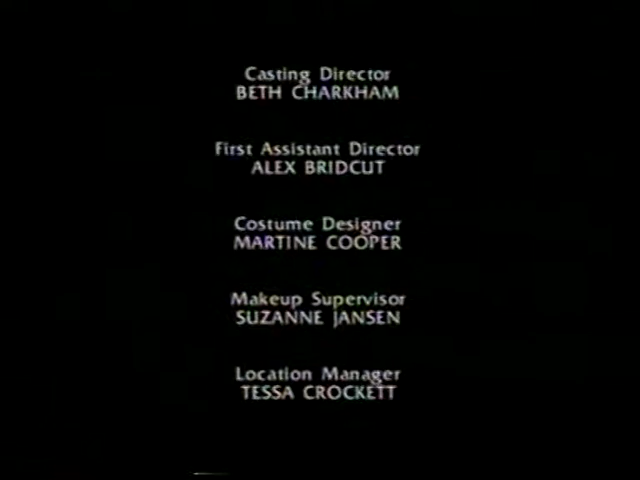 Casting Director
BETH CHARKHAM
First Assistant Director
ALEX BRIDCUT
Costume Designer
MARTINE COOPER
Makeup Supervisor
SUZANNE JANSEN
Location Manager
TESSA CROCKETT